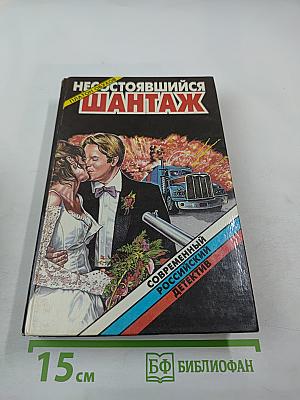 НЕСОСТОЯВШИЙСЯ
ШАНТАЖ
СОВРЕМЕННЫЙ
РОССИЙСКИЙ
ДЕТЕКТИВ
15 см
БФ БИБЛИОФАН